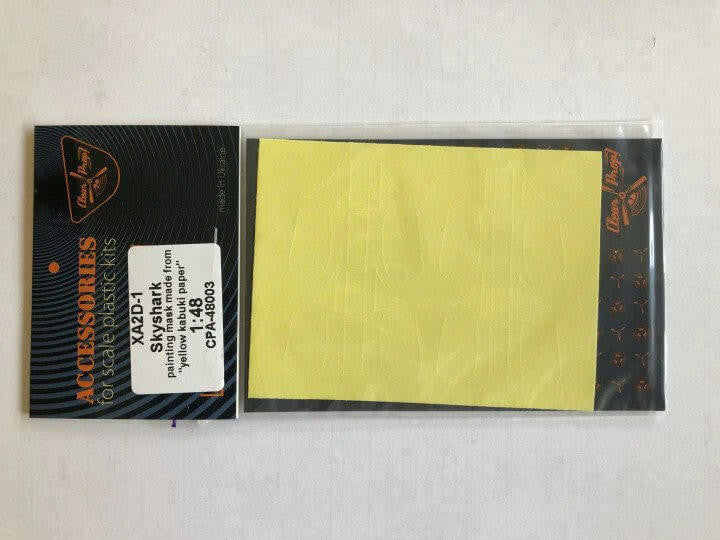 Clear Prop!
ACCESSORIES
for scale plastic kits
XA2D-1
Skyshark
painting mask made from
"yellow kabuki paper"
1:48
CPA-48003
made in Ukraine
Clear Prop!